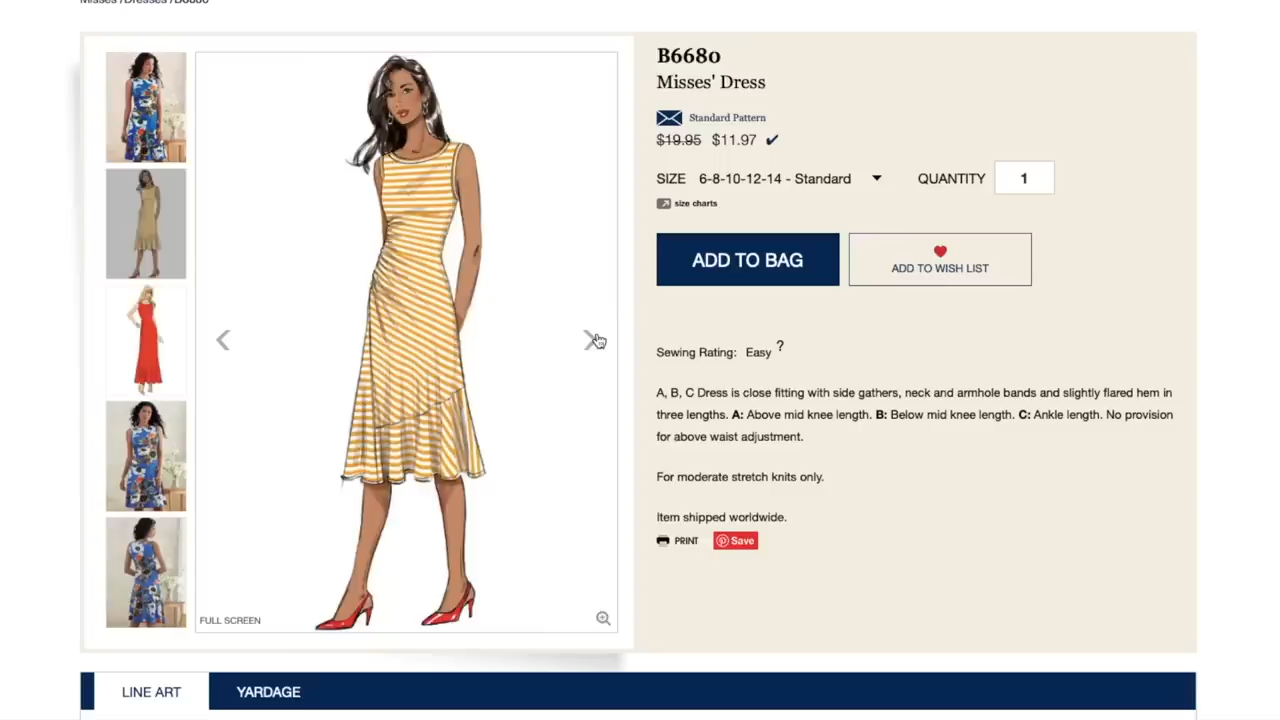 Misses /Dresses /B6680
B6680
Misses' Dress
Standard Pattern
$19.95 $11.97 ✔
SIZE 6-8-10-12-14 - Standard QUANTITY 1
size charts
ADD TO BAG
ADD TO WISH LIST
Sewing Rating: Easy ?
A, B, C Dress is close fitting with side gathers, neck and armhole bands and slightly flared hem in
three lengths. A: Above mid knee length. B: Below mid knee length. C: Ankle length. No provision
for above waist adjustment.
For moderate stretch knits only.
Item shipped worldwide.
PRINT Save
FULL SCREEN
LINE ART YARDAGE